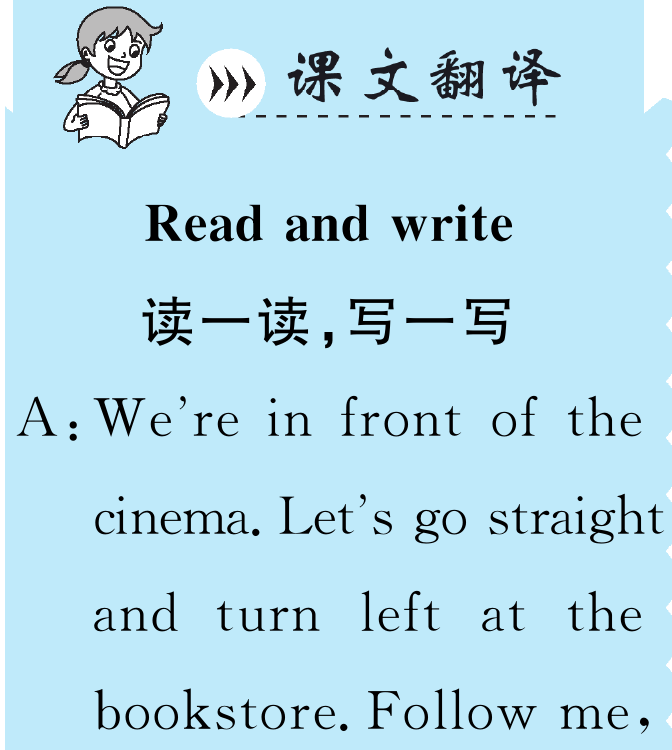 课文翻译
Read and write
读一读,写一写
A:We're in front of the
cinema. Let's go straight
and turn left at the
bookstore. Follow me,